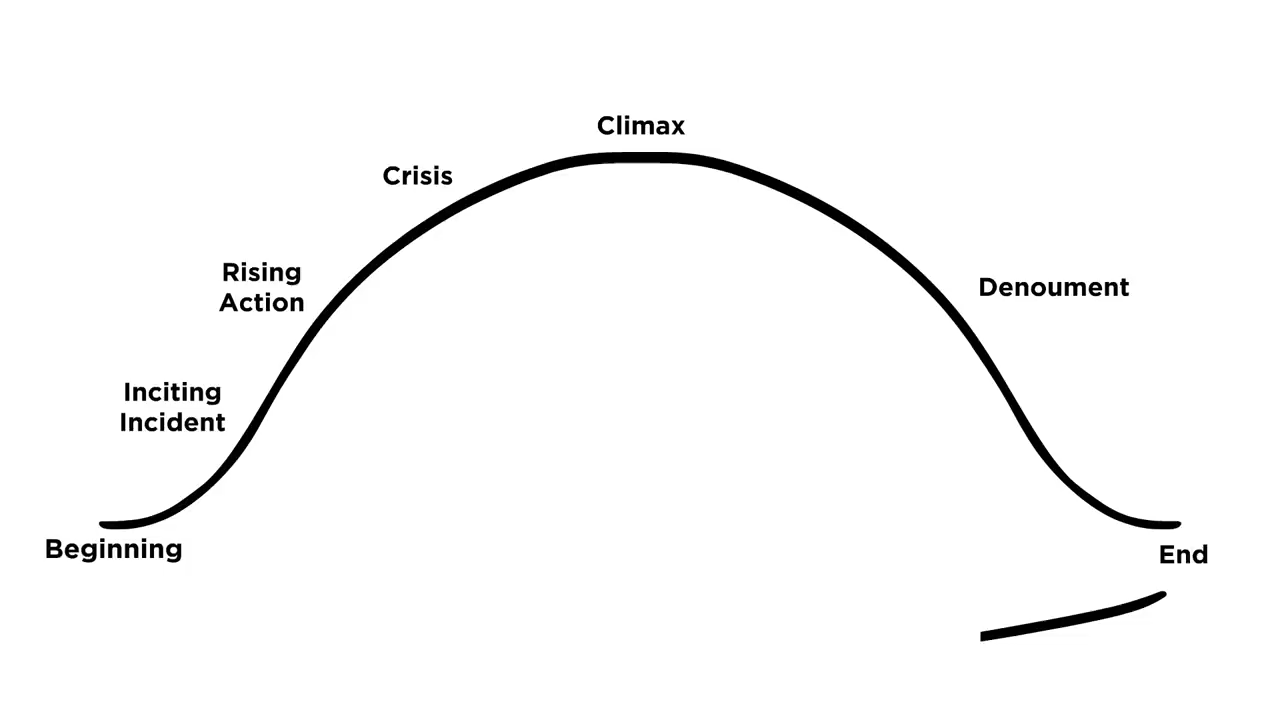 Climax
Crisis
Rising
Action
Denoument
Inciting
Incident
Beginning
End